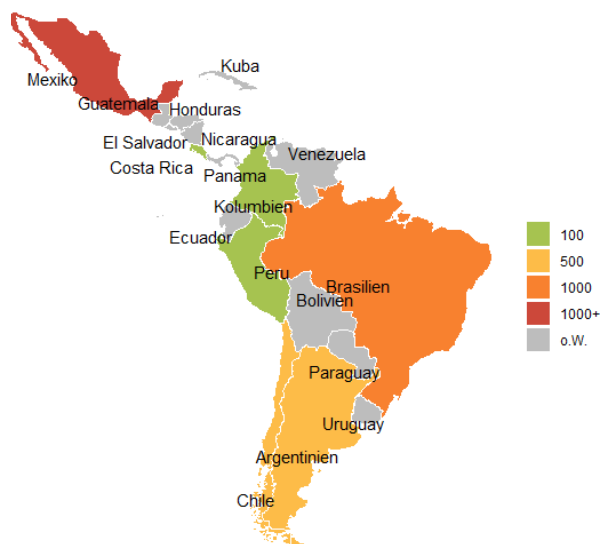 Kuba
Mexiko
Guatemala
Honduras
El Salvador
Nicaragua
Venezuela
Costa Rica
Panama
Kolumbien
Ecuador
Peru
Brasilien
Bolivien
Paraguay
Uruguay
Argentinien
Chile
100
500
1000
1000+
o.W.